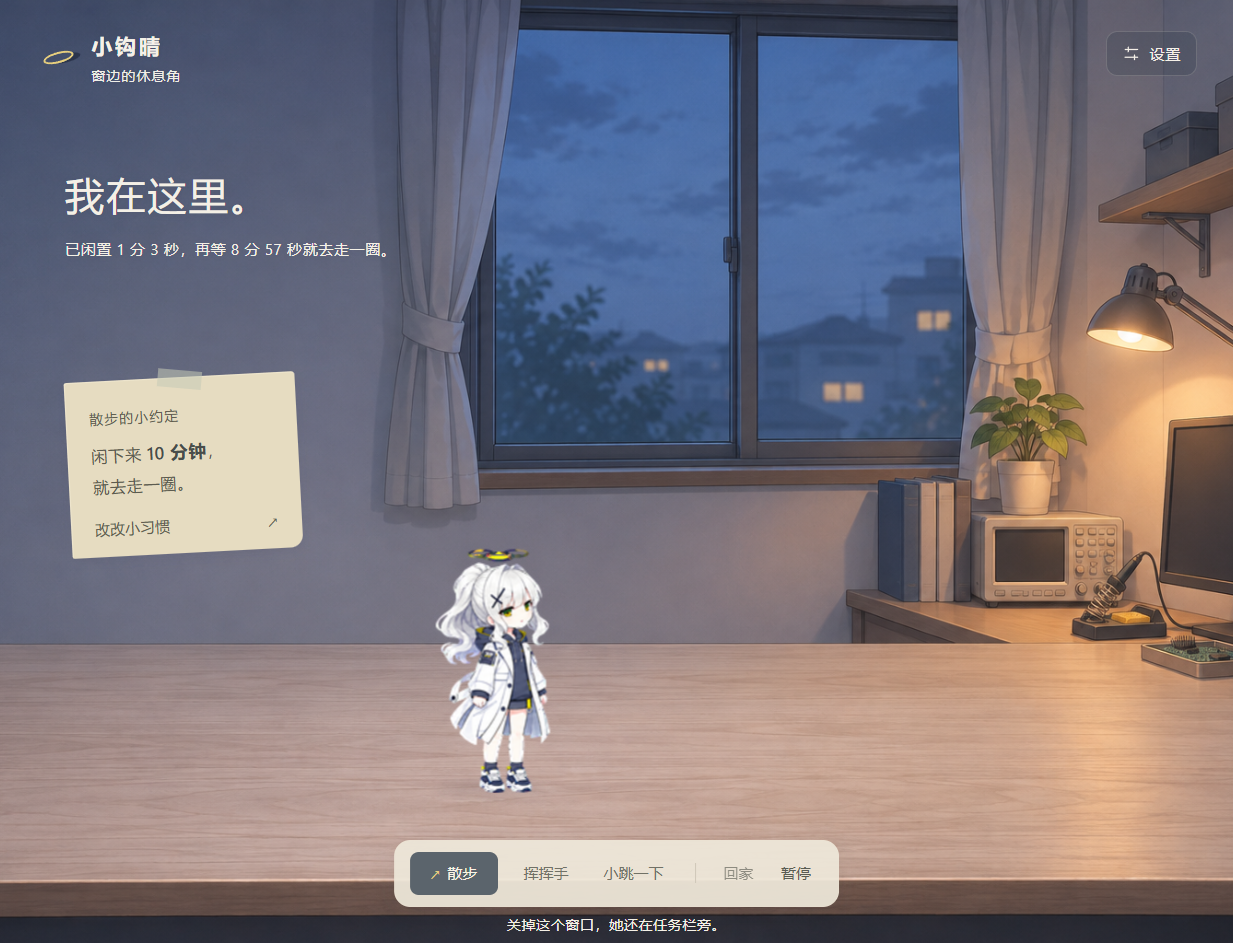 小钩晴
窗边的休息角
设置
我在这里。
已闲置 1 分 3 秒，再等 8 分 57 秒就去走一圈。
散步的小约定
闲下来 10 分钟，
就去走一圈。
改改小习惯 ↗
↗ 散步 挥挥手 小跳一下 回家 暂停
关掉这个窗口，她还在任务栏旁。